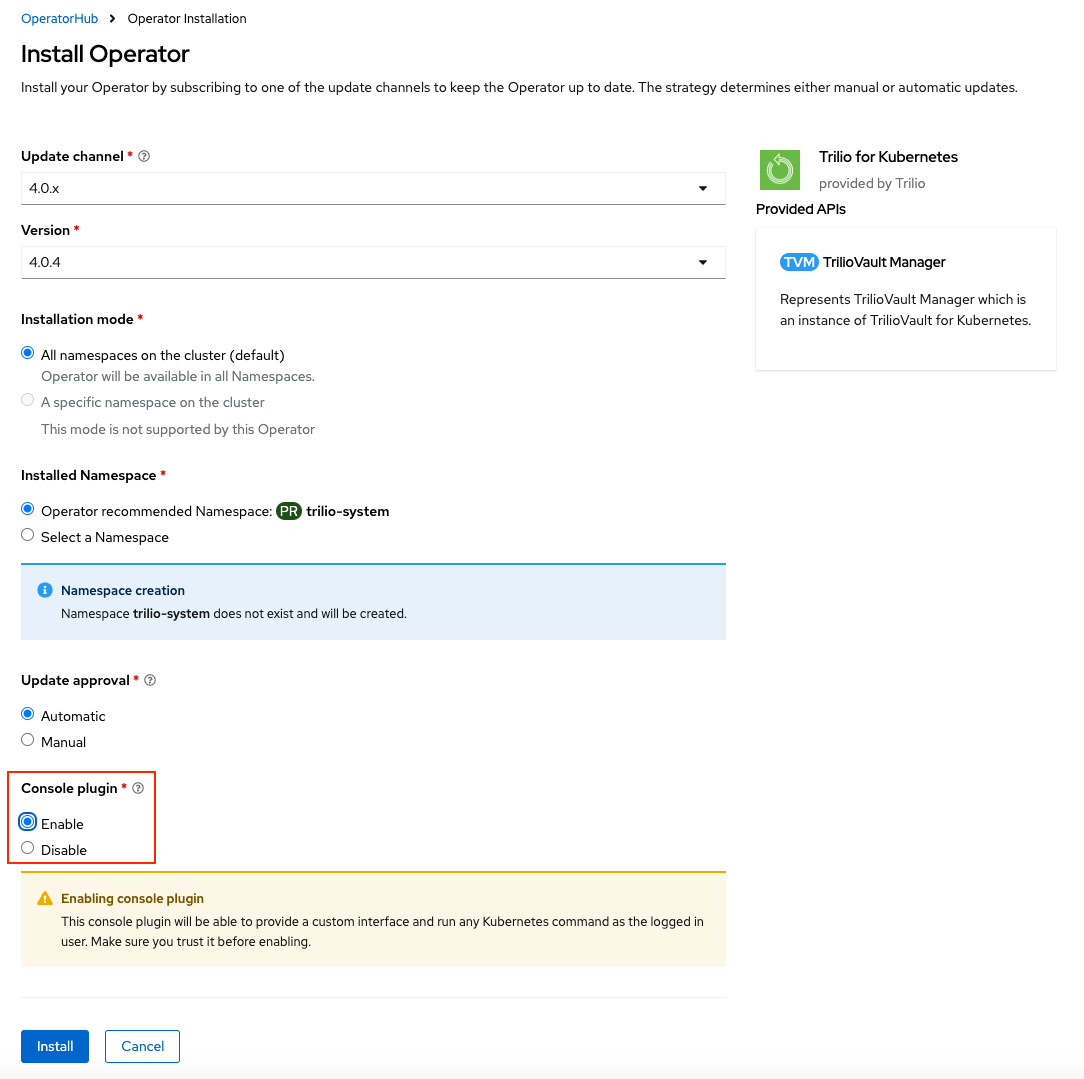 OperatorHub > Operator Installation
Install Operator
Install your Operator by subscribing to one of the update channels to keep the Operator up to date. The strategy determines either manual or automatic updates.
Update channel *
4.0.x
Version *
4.0.4
Installation mode *
All namespaces on the cluster (default)
Operator will be available in all Namespaces.
A specific namespace on the cluster
This mode is not supported by this Operator
Installed Namespace *
Operator recommended Namespace: PR trilio-system
Select a Namespace
Namespace creation
Namespace trilio-system does not exist and will be created.
Update approval *
Automatic
Manual
Console plugin *
Enable
Disable
Enabling console plugin
This console plugin will be able to provide a custom interface and run any Kubernetes command as the logged in
user. Make sure you trust it before enabling.
Install Cancel
Trilio for Kubernetes
provided by Trilio
Provided APIs
TVM TrilioVault Manager
Represents TrilioVault Manager which is
an instance of TrilioVault for Kubernetes.